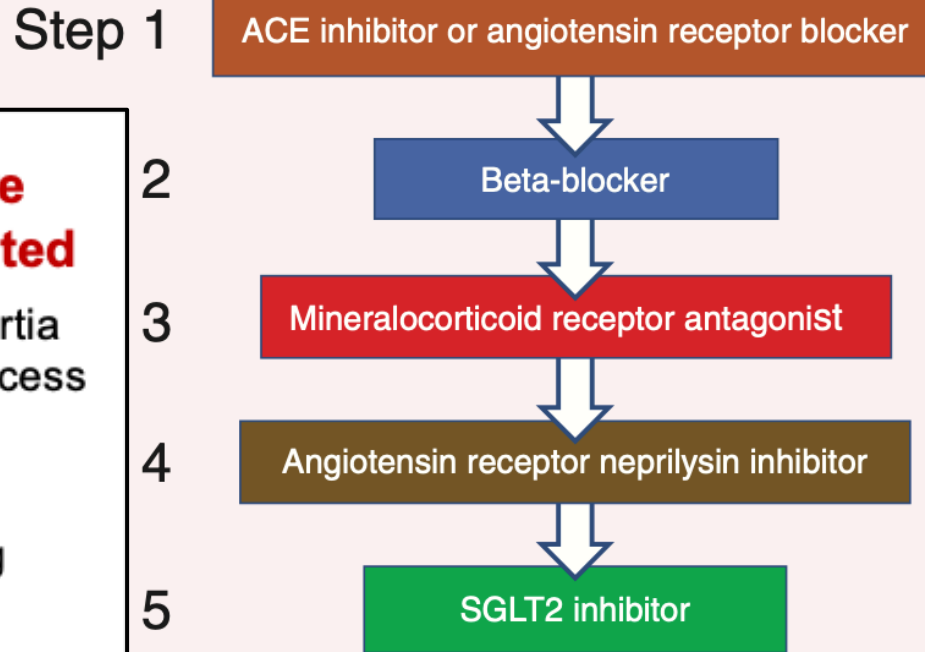 Step 1
ACE inhibitor or angiotensin receptor blocker
2
Beta-blocker
3
Mineralocorticoid receptor antagonist
4
Angiotensin receptor neprilysin inhibitor
5
SGLT2 inhibitor